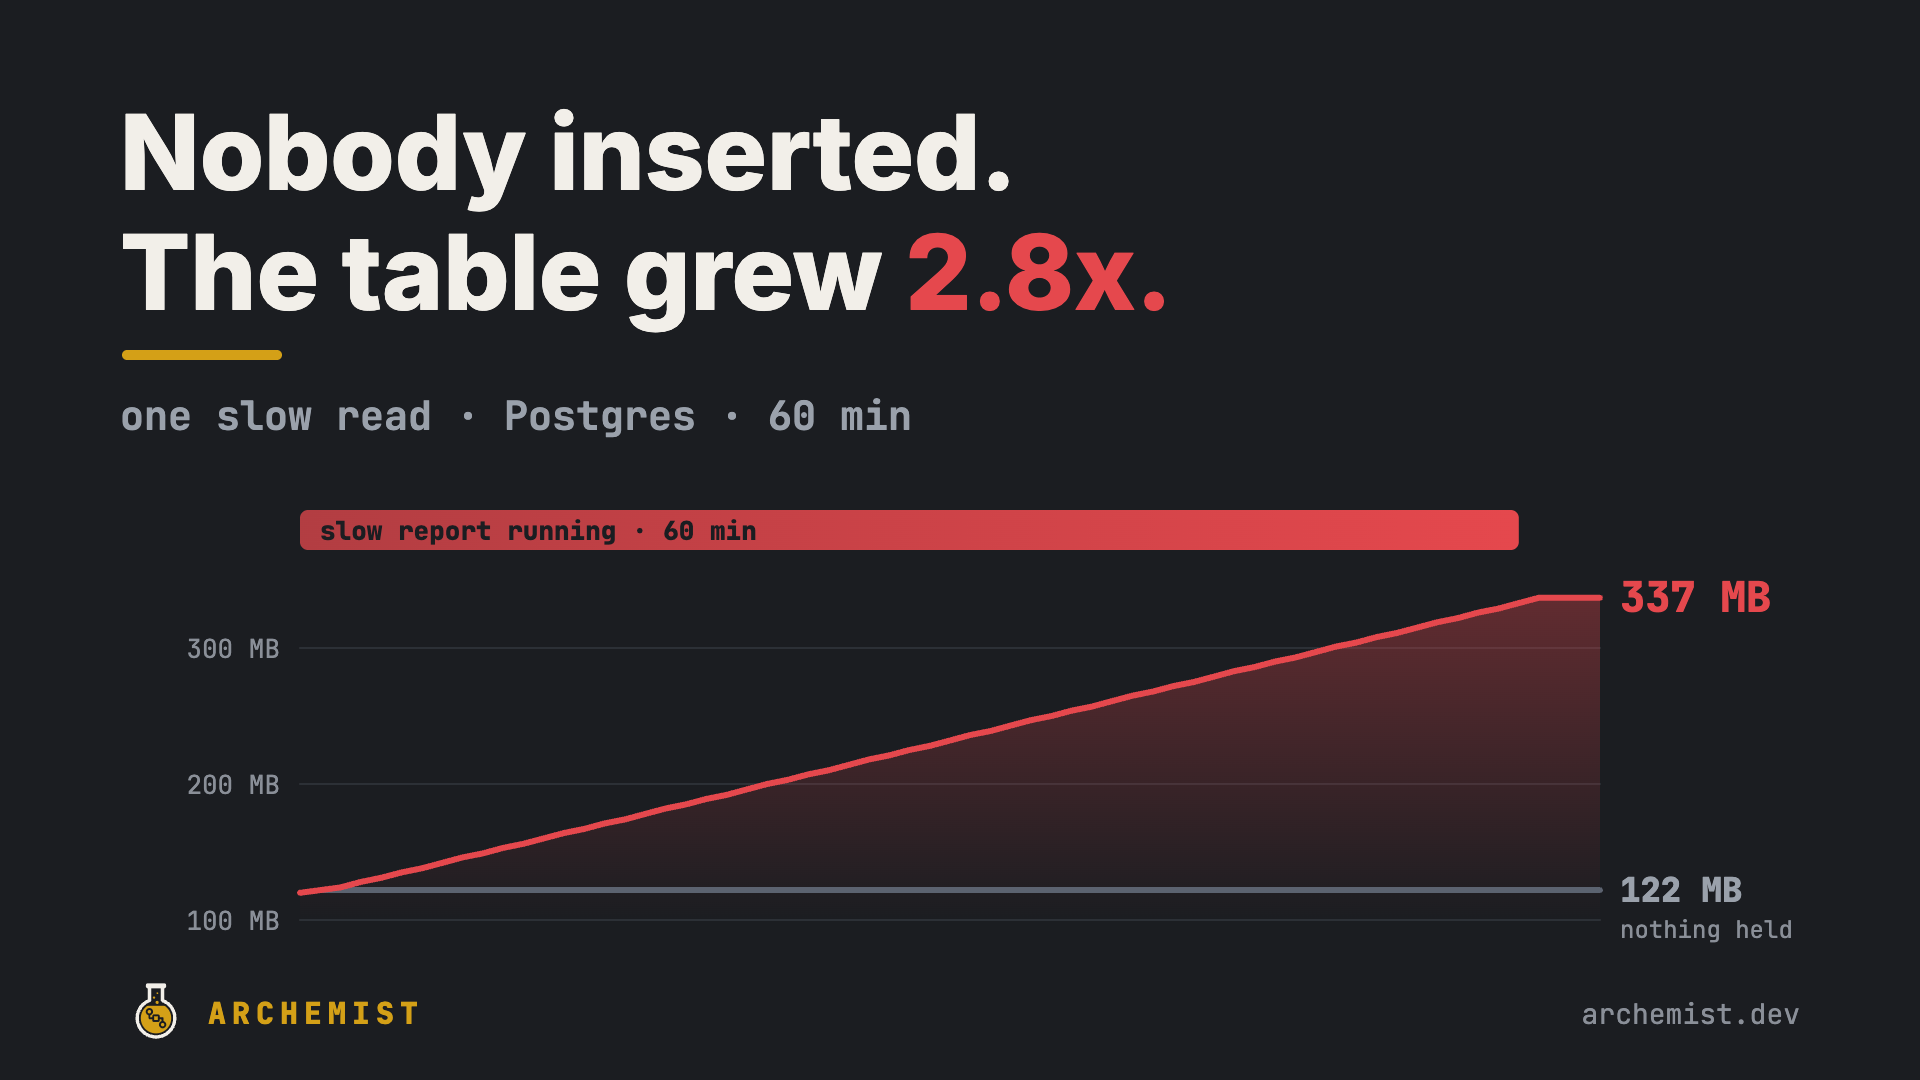 Nobody inserted.
The table grew 2.8x.
one slow read · Postgres · 60 min
slow report running · 60 min
337 MB
300 MB
200 MB
122 MB
100 MB
nothing held
ARCHEMIST
archemist.dev